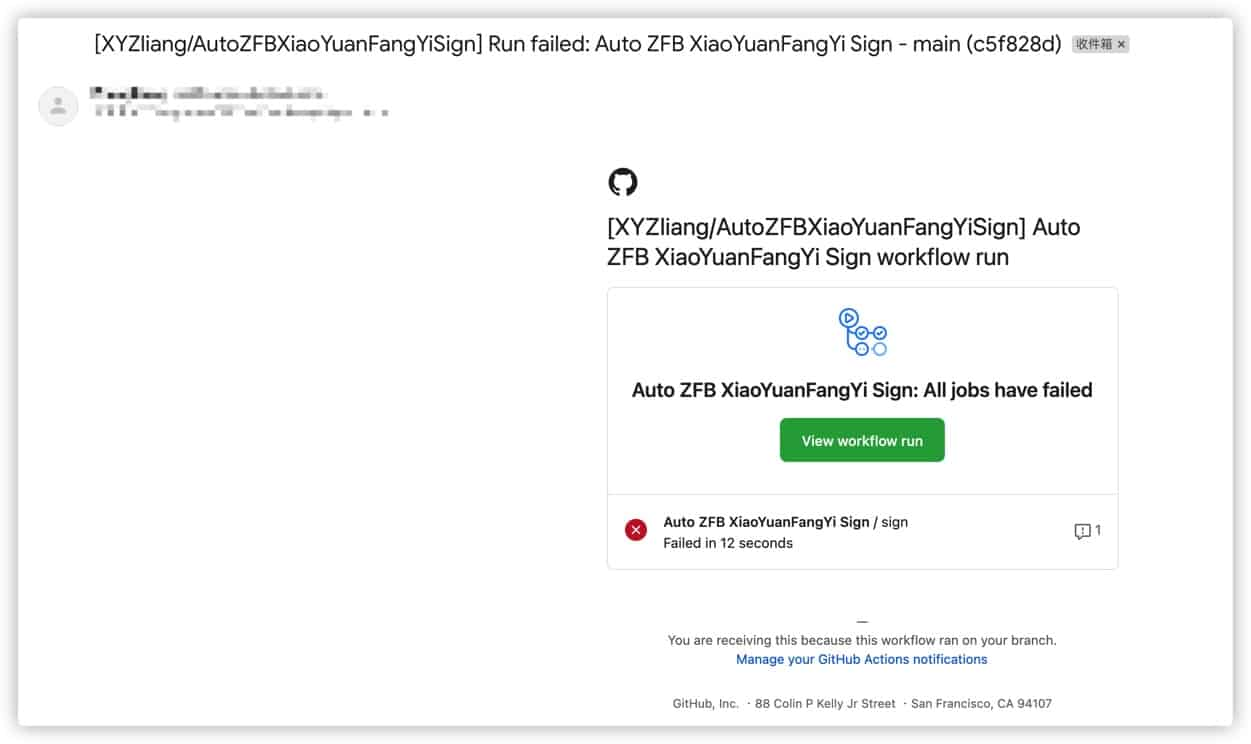 [XYZliang/AutoZFBXiaoYuanFangYiSign] Run failed: Auto ZFB XiaoYuanFangYi Sign - main (c5f828d) 收件箱 ×
[XYZliang/AutoZFBXiaoYuanFangYiSign] Auto
ZFB XiaoYuanFangYi Sign workflow run
Auto ZFB XiaoYuanFangYi Sign: All jobs have failed
View workflow run
Auto ZFB XiaoYuanFangYi Sign / sign
Failed in 12 seconds
1
You are receiving this because this workflow ran on your branch.
Manage your GitHub Actions notifications
GitHub, Inc. ・88 Colin P Kelly Jr Street ・San Francisco, CA 94107